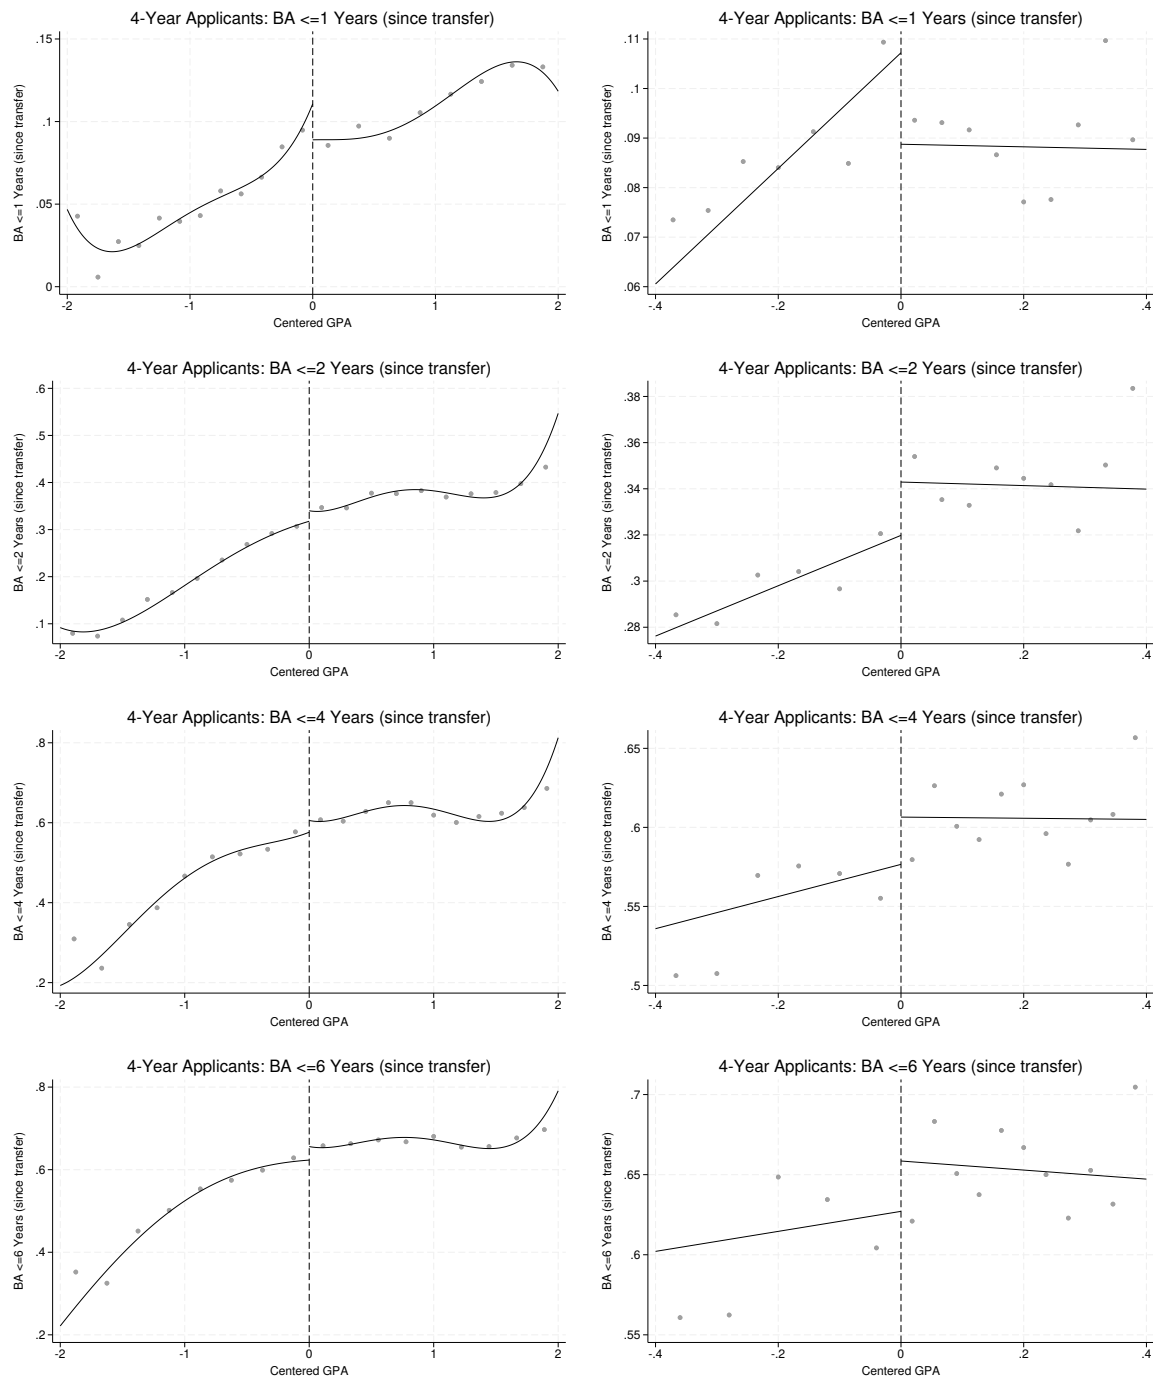 4-Year Applicants: BA <=1 Years (since transfer)
BA <=1 Years (since transfer)
.15
.1
.05
0
-2 -1 0 1 2
Centered GPA
4-Year Applicants: BA <=1 Years (since transfer)
BA <=1 Years (since transfer)
.11
.1
.09
.08
.07
.06
-.4 -.2 0 .2 .4
Centered GPA
4-Year Applicants: BA <=2 Years (since transfer)
BA <=2 Years (since transfer)
.6
.5
.4
.3
.2
.1
-2 -1 0 1 2
Centered GPA
4-Year Applicants: BA <=2 Years (since transfer)
BA <=2 Years (since transfer)
.38
.36
.34
.32
.3
.28
-.4 -.2 0 .2 .4
Centered GPA
4-Year Applicants: BA <=4 Years (since transfer)
BA <=4 Years (since transfer)
.8
.6
.4
.2
-2 -1 0 1 2
Centered GPA
4-Year Applicants: BA <=4 Years (since transfer)
BA <=4 Years (since transfer)
.65
.6
.55
.5
-.4 -.2 0 .2 .4
Centered GPA
4-Year Applicants: BA <=6 Years (since transfer)
BA <=6 Years (since transfer)
.8
.6
.4
.2
-2 -1 0 1 2
Centered GPA
4-Year Applicants: BA <=6 Years (since transfer)
BA <=6 Years (since transfer)
.7
.65
.6
.55
-.4 -.2 0 .2 .4
Centered GPA